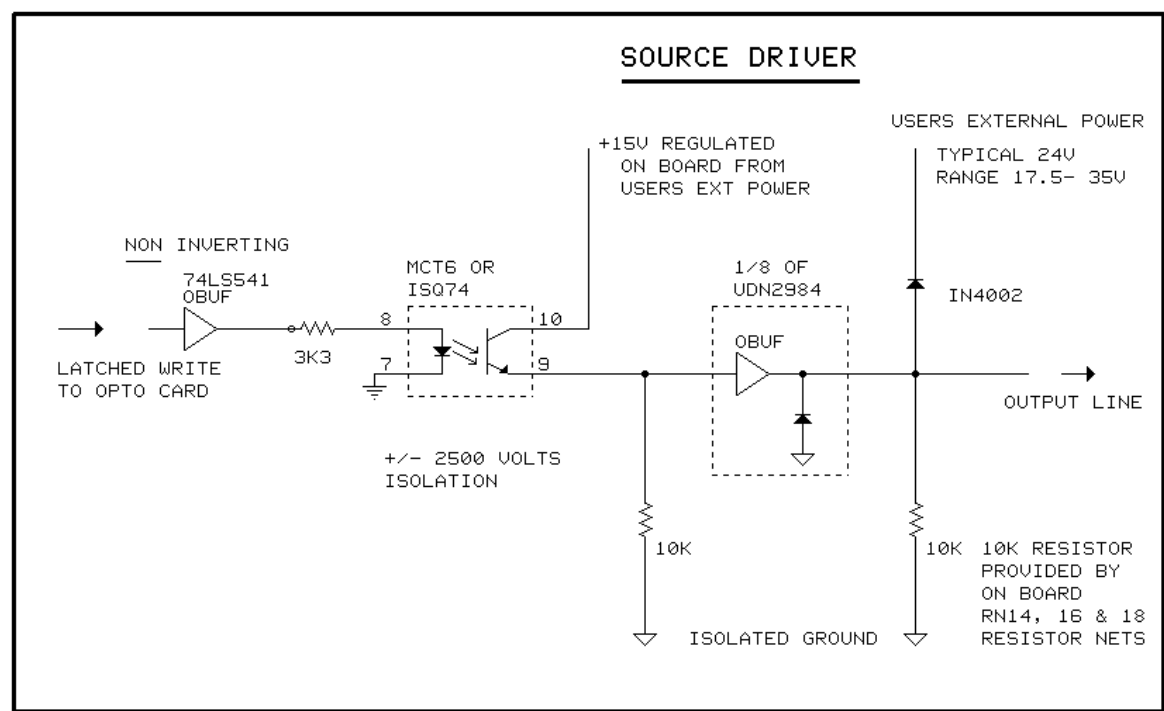 SOURCE DRIVER
USERS EXTERNAL POWER
TYPICAL 24V
RANGE 17.5- 35V
+15V REGULATED
ON BOARD FROM
USERS EXT POWER
NON INVERTING
74LS541
OBUF
MCT6 OR
ISQ74
1/8 OF
UDN2984
IN4002
8
10
3K3
7
9
OBUF
LATCHED WRITE
TO OPTO CARD
OUTPUT LINE
+/- 2500 VOLTS
ISOLATION
10K
10K
10K RESISTOR
PROVIDED BY
ON BOARD
RN14, 16 & 18
RESISTOR NETS
ISOLATED GROUND